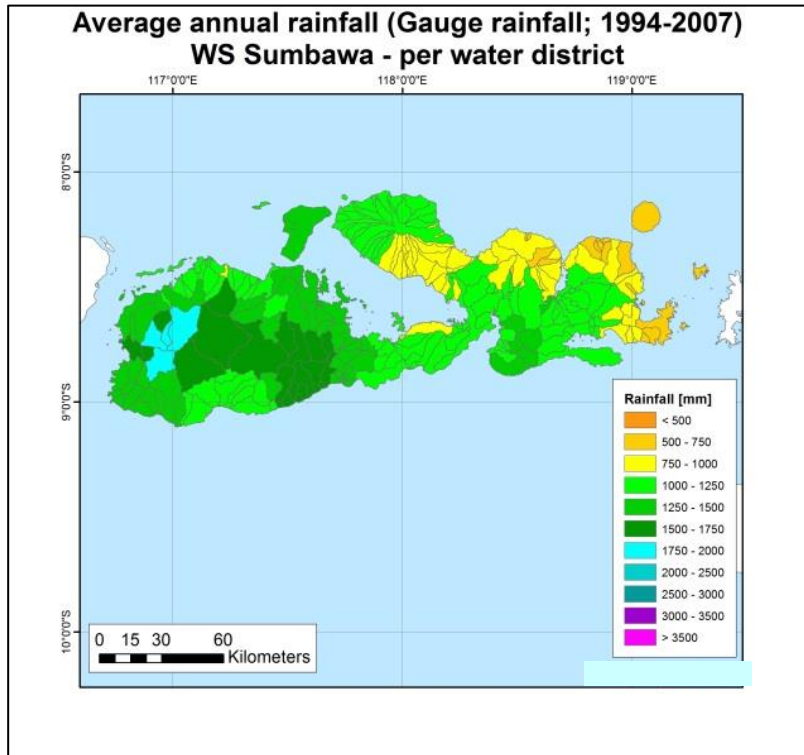 Average annual rainfall (Gauge rainfall; 1994-2007)
WS Sumbawa - per water district
117°0'0"E
118°0'0"E
119°0'0"E
8°0'0"S
9°0'0"S
10°0'0"S
Rainfall [mm]
< 500
500 - 750
750 - 1000
1000 - 1250
1250 - 1500
1500 - 1750
1750 - 2000
2000 - 2500
2500 - 3000
3000 - 3500
> 3500
0 15 30 60
Kilometers